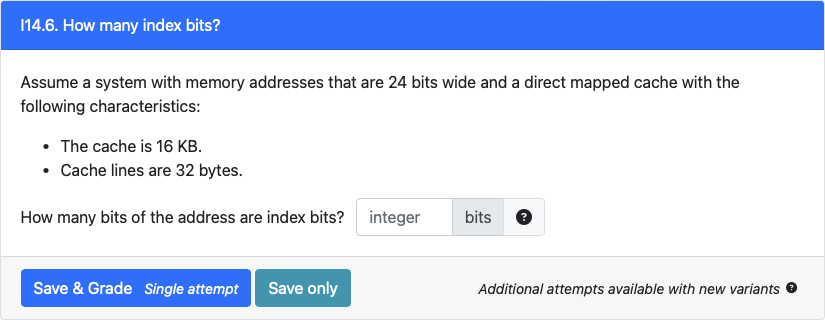 I14.6. How many index bits?
Assume a system with memory addresses that are 24 bits wide and a direct mapped cache with the
following characteristics:
• The cache is 16 KB.
• Cache lines are 32 bytes.
How many bits of the address are index bits? integer bits ?
Save & Grade Single attempt Save only Additional attempts available with new variants ?